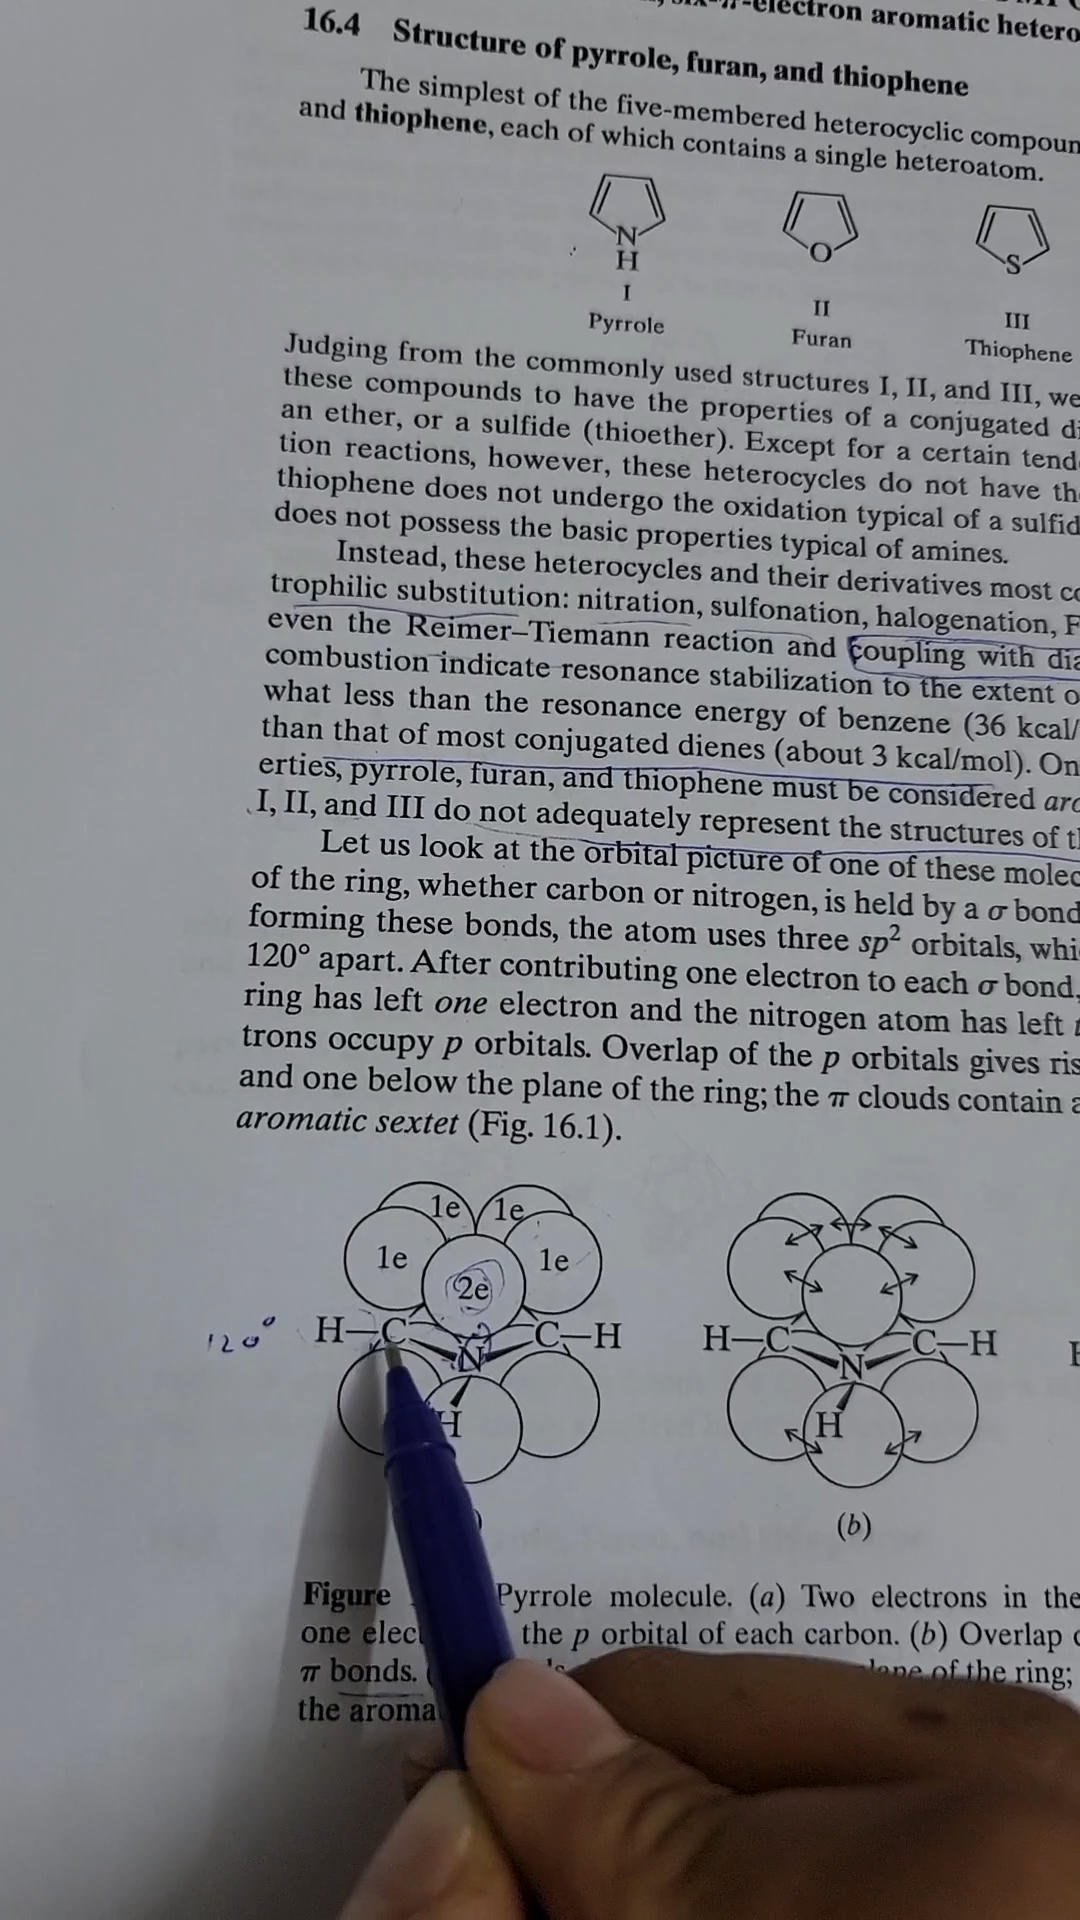 -electron aromatic hetero
16.4 Structure of pyrrole, furan, and thiophene
The simplest of the five-membered heterocyclic compoun
and thiophene, each of which contains a single heteroatom.
N O S
H
I II III
Pyrrole Furan Thiophene
Judging from the commonly used structures I, II, and III, we
these compounds to have the properties of a conjugated di
an ether, or a sulfide (thioether). Except for a certain tend
tion reactions, however, these heterocycles do not have th
thiophene does not undergo the oxidation typical of a sulfid
does not possess the basic properties typical of amines.
Instead, these heterocycles and their derivatives most co
trophilic substitution: nitration, sulfonation, halogenation, F
even the Reimer–Tiemann reaction and coupling with dia
combustion indicate resonance stabilization to the extent o
what less than the resonance energy of benzene (36 kcal/
than that of most conjugated dienes (about 3 kcal/mol). On
erties, pyrrole, furan, and thiophene must be considered aro
I, II, and III do not adequately represent the structures of t
Let us look at the orbital picture of one of these molec
of the ring, whether carbon or nitrogen, is held by a σ bond
forming these bonds, the atom uses three sp² orbitals, whi
120° apart. After contributing one electron to each σ bond,
ring has left one electron and the nitrogen atom has left t
trons occupy p orbitals. Overlap of the p orbitals gives ris
and one below the plane of the ring; the π clouds contain a
aromatic sextet (Fig. 16.1).
1e 1e
1e 2e 1e
120° H–C C–H H–C C–H
N N
H H
(b)
Figure Pyrrole molecule. (a) Two electrons in the
one elec the p orbital of each carbon. (b) Overlap o
π bonds. of the ring;
the aroma